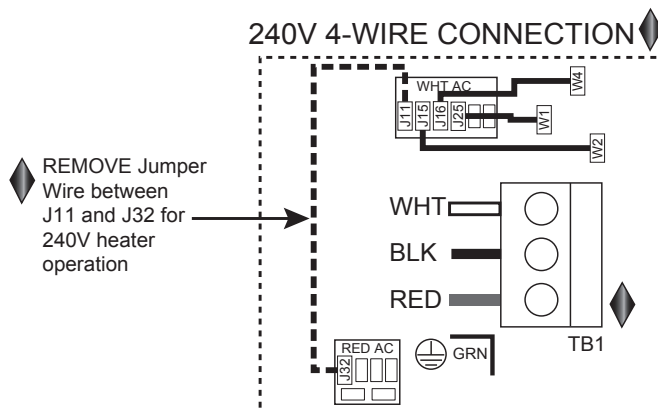 240V 4-WIRE CONNECTION
WHT AC
J11 J15 J16 J25
W4
W1
W2
REMOVE Jumper
Wire between
J11 and J32 for
240V heater
operation
WHT
BLK
RED
TB1
RED AC
J32
GRN